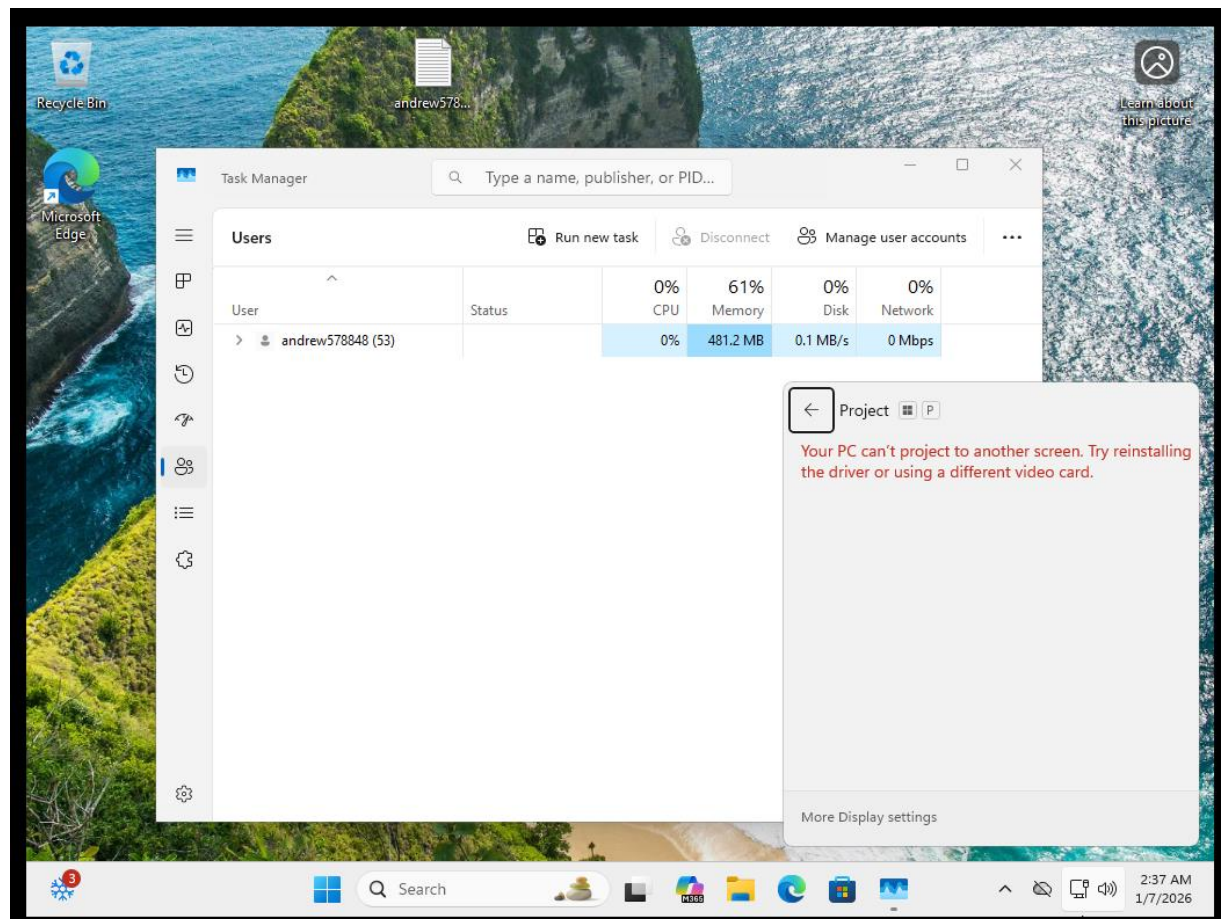 Recycle Bin
andrew578...
Learn about
this picture
Microsoft
Edge
Task Manager
Type a name, publisher, or PID...
Users
Run new task
Disconnect
Manage user accounts
0% 61% 0% 0%
User Status CPU Memory Disk Network
andrew578848 (53) 0% 481.2 MB 0.1 MB/s 0 Mbps
Project P
Your PC can't project to another screen. Try reinstalling
the driver or using a different video card.
More Display settings
3
Search
M365
2:37 AM
1/7/2026